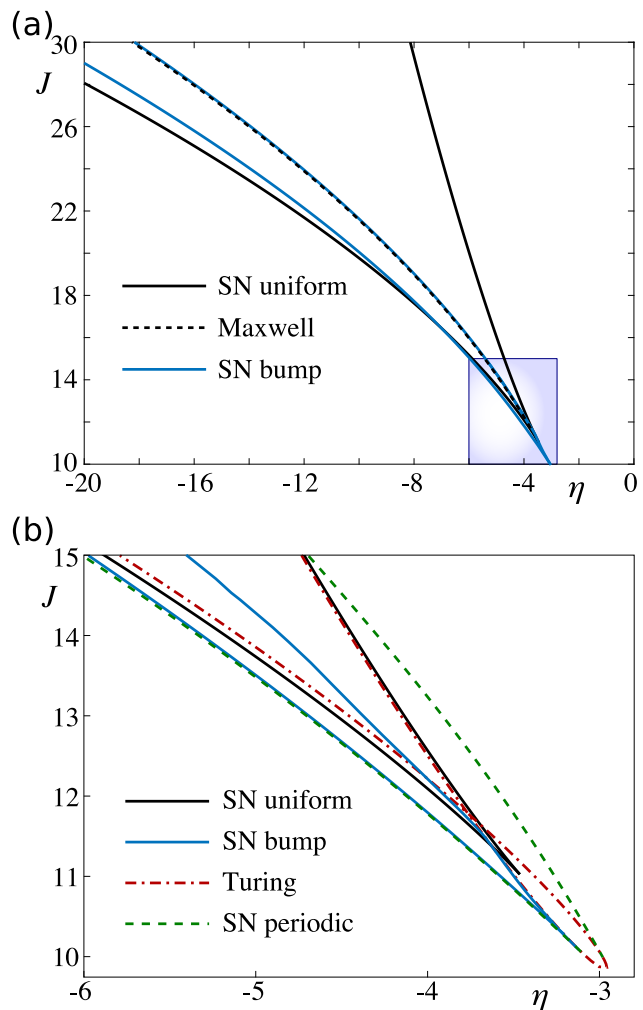 (a)
30
J
26
22
18
14
10
SN uniform
Maxwell
SN bump
-20
-16
-12
-8
-4
η
0
(b)
15
J
14
13
12
11
10
SN uniform
SN bump
Turing
SN periodic
-6
-5
-4
η
-3